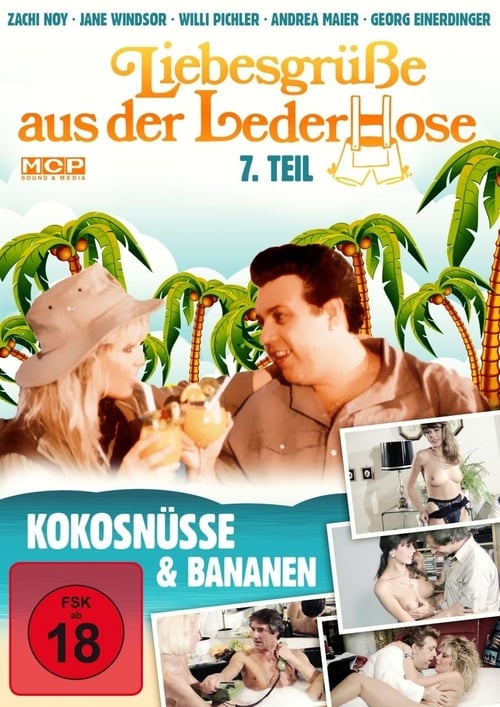 ZACHI NOY · JANE WINDSOR · WILLI PICHLER · ANDREA MAIER · GEORG EINERDINGER
Liebesgrüße
aus der LederHose
MCP
SOUND & MEDIA
7. TEIL
KOKOSNÜSSE
& BANANEN
FSK
ab
18